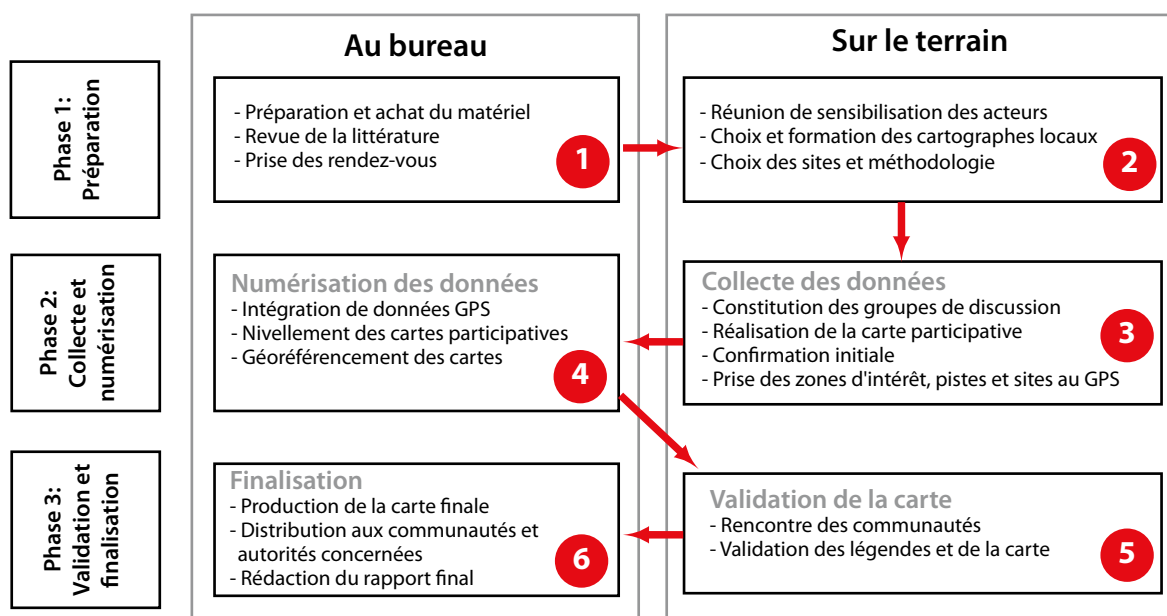 Au bureau
Sur le terrain
Phase 1:
Préparation
- Préparation et achat du matériel
- Revue de la littérature
- Prise des rendez-vous
1
- Réunion de sensibilisation des acteurs
- Choix et formation des cartographes locaux
- Choix des sites et méthodologie
2
Phase 2:
Collecte et
numérisation
Collecte des données
- Constitution des groupes de discussion
- Réalisation de la carte participative
- Confirmation initiale
- Prise des zones d'intérêt, pistes et sites au GPS
3
Numérisation des données
- Intégration de données GPS
- Nivellement des cartes participatives
- Géoréférencement des cartes
4
Phase 3:
Validation et
finalisation
Validation de la carte
- Rencontre des communautés
- Validation des légendes et de la carte
5
Finalisation
- Production de la carte finale
- Distribution aux communautés et
autorités concernées
- Rédaction du rapport final
6